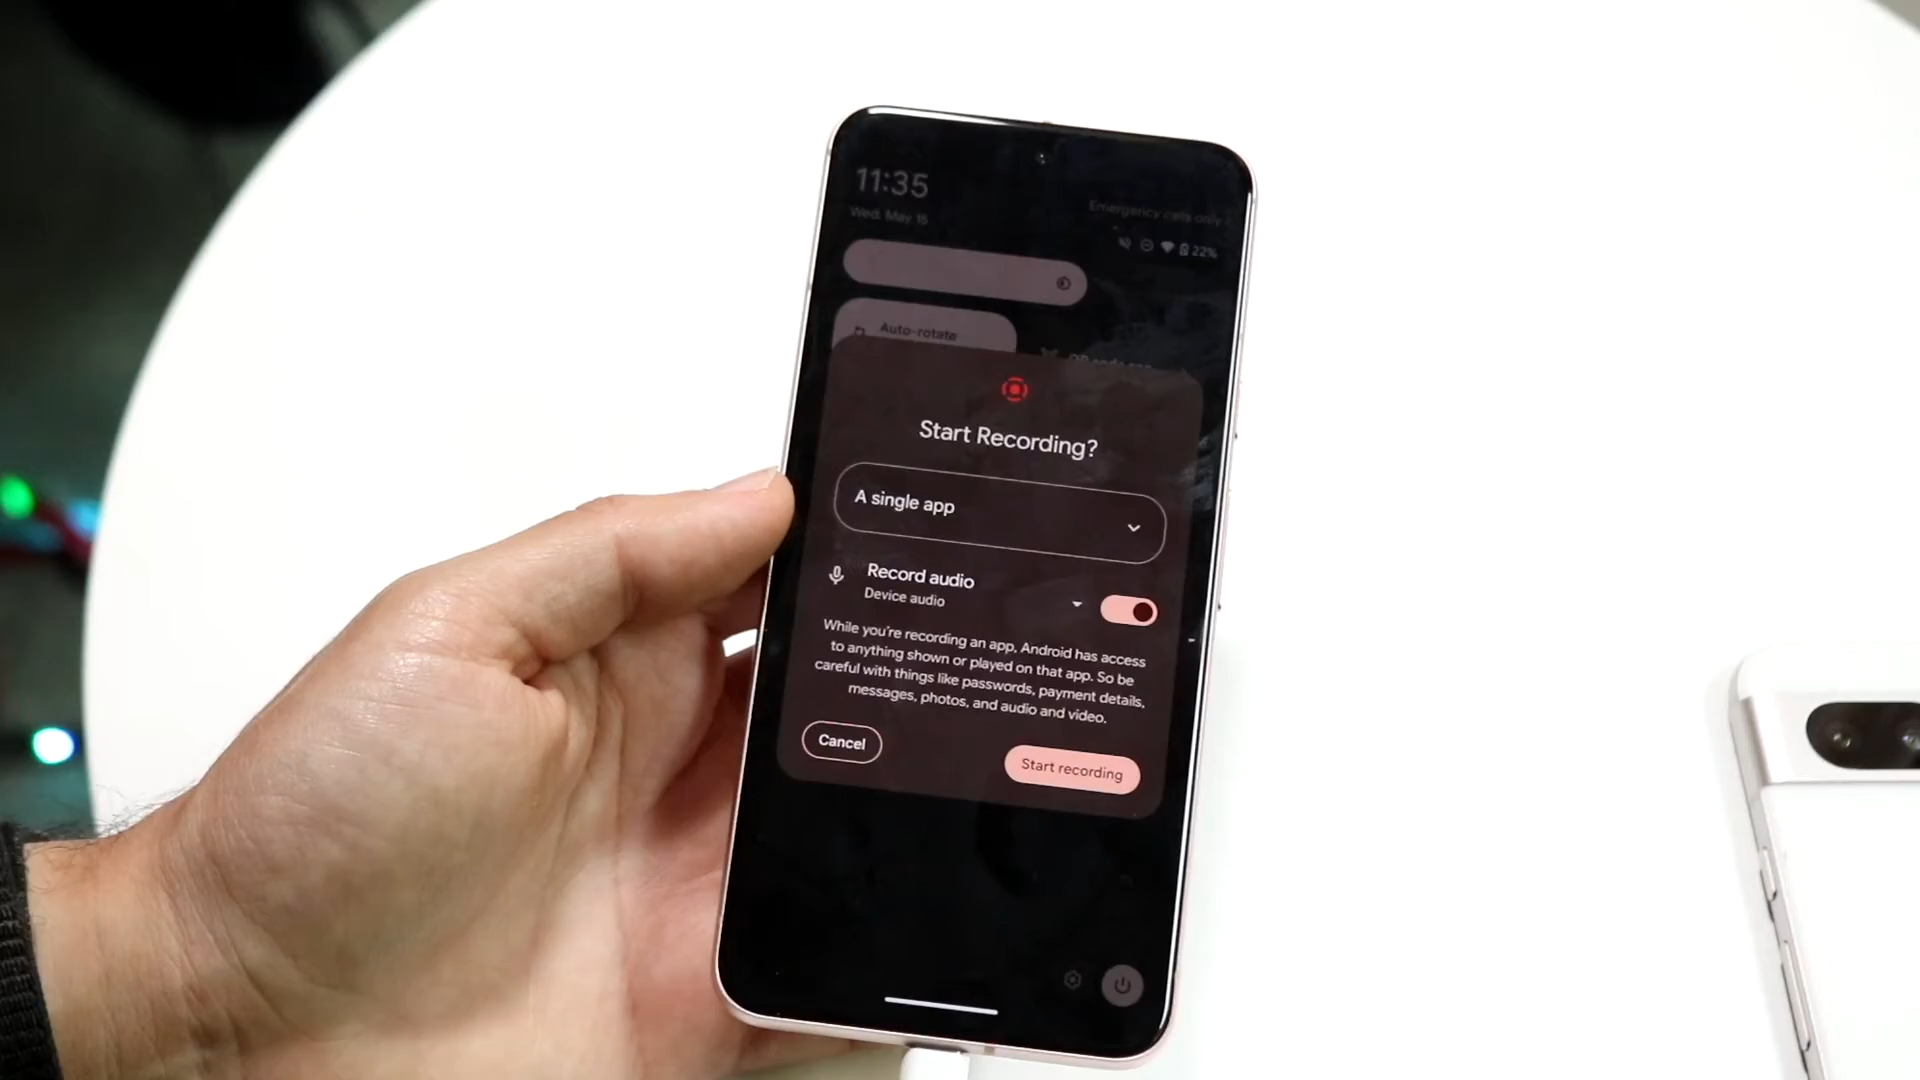 11:35
Wed, May 15
Emergency calls only
22%
Auto-rotate
QR code
Start Recording?
A single app
Record audio
Device audio
While you're recording an app, Android has access
to anything shown or played on that app. So be
careful with things like passwords, payment details,
messages, photos, and audio and video.
Cancel
Start recording